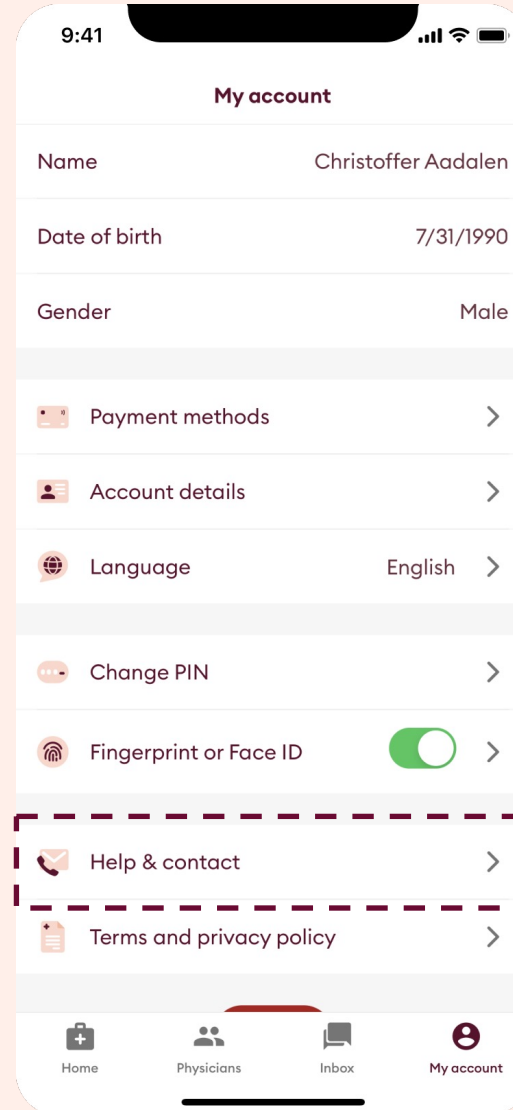 9:41
My account
Name Christoffer Aadalen
Date of birth 7/31/1990
Gender Male
Payment methods
Account details
Language English
Change PIN
Fingerprint or Face ID
Help & contact
Terms and privacy policy
Home Physicians Inbox My account